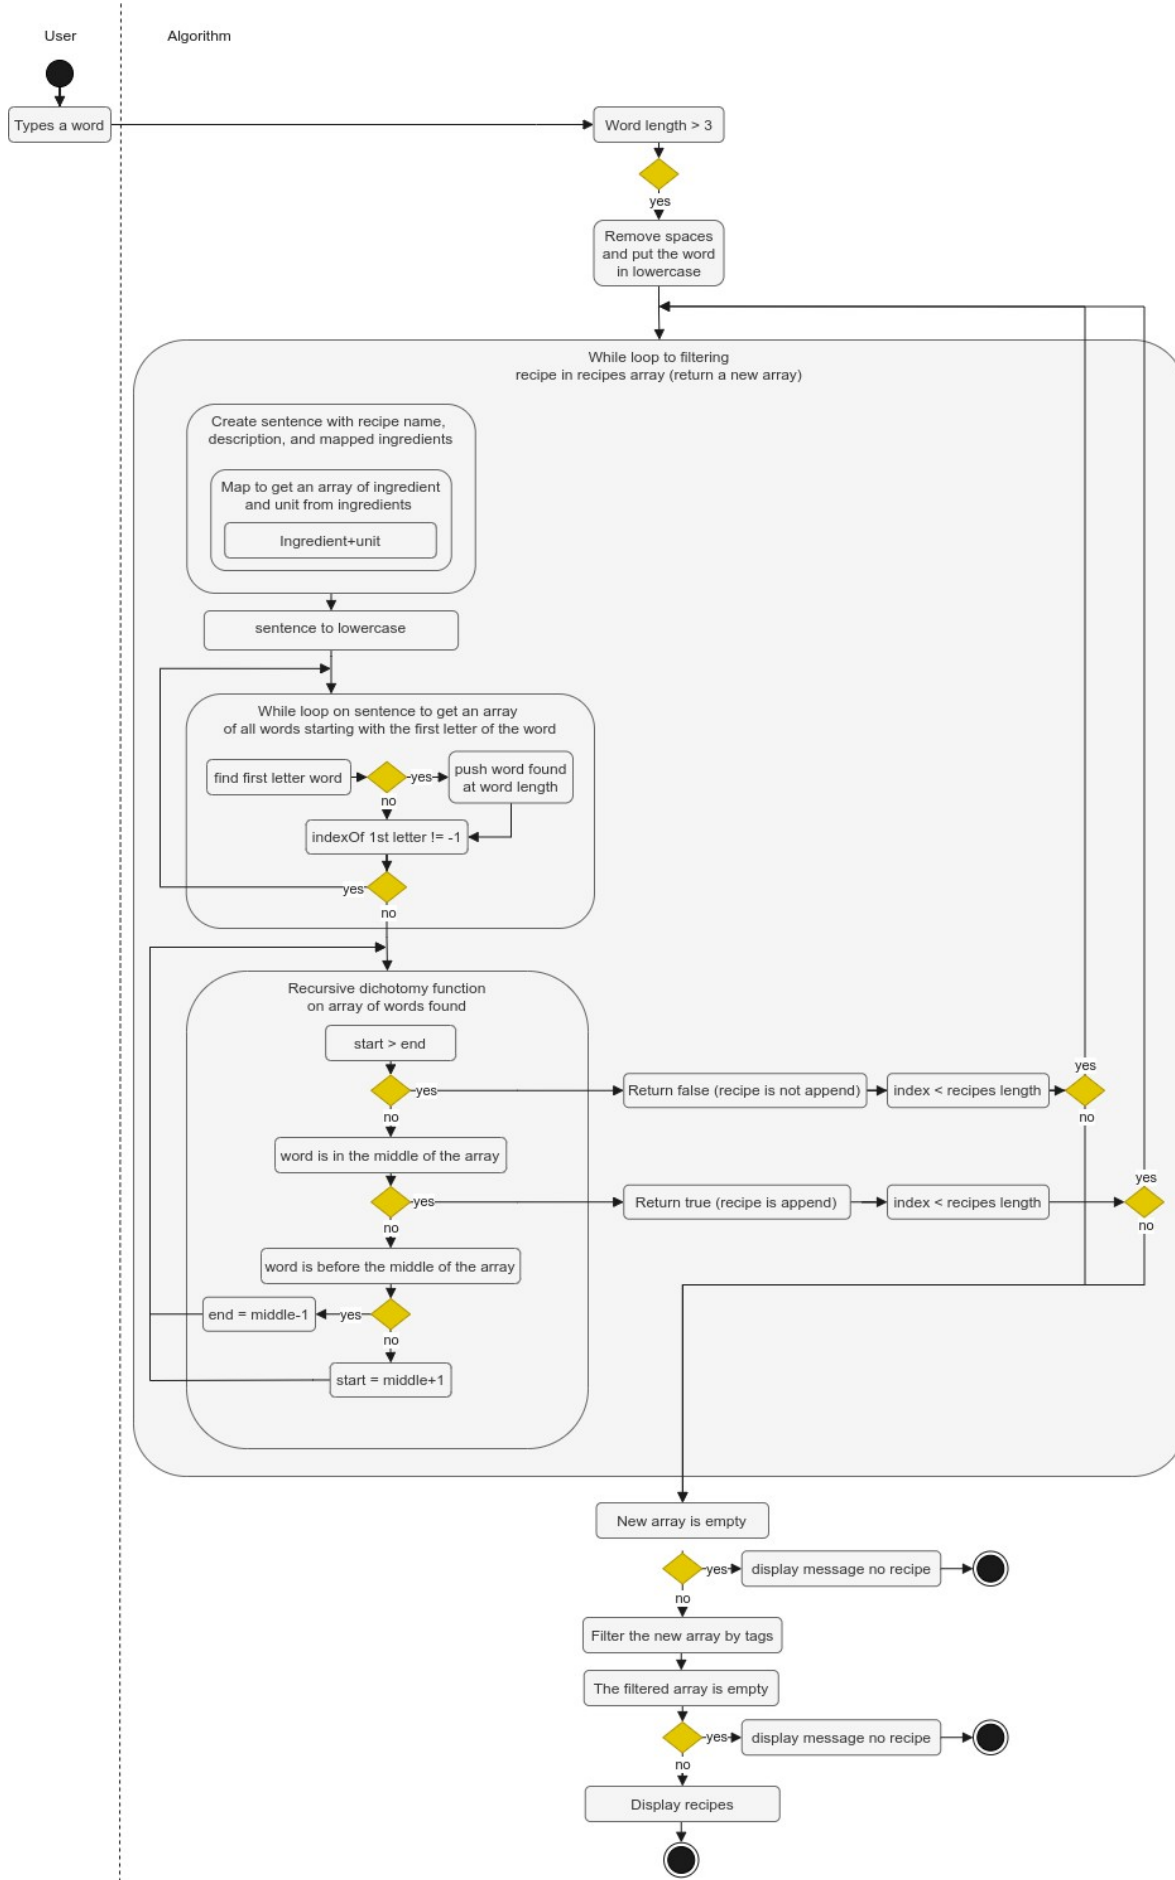 User
Algorithm
Types a word
Word length > 3
yes
Remove spaces
and put the word
in lowercase
While loop to filtering
recipe in recipes array (return a new array)
Create sentence with recipe name,
description, and mapped ingredients
Map to get an array of ingredient
and unit from ingredients
Ingredient+unit
sentence to lowercase
While loop on sentence to get an array
of all words starting with the first letter of the word
find first letter word
yes
push word found
at word length
no
indexOf 1st letter != -1
yes
no
Recursive dichotomy function
on array of words found
start > end
yes
Return false (recipe is not append)
index < recipes length
yes
no
no
word is in the middle of the array
yes
Return true (recipe is append)
index < recipes length
yes
no
no
word is before the middle of the array
end = middle-1
yes
no
start = middle+1
New array is empty
yes
display message no recipe
no
Filter the new array by tags
The filtered array is empty
yes
display message no recipe
no
Display recipes